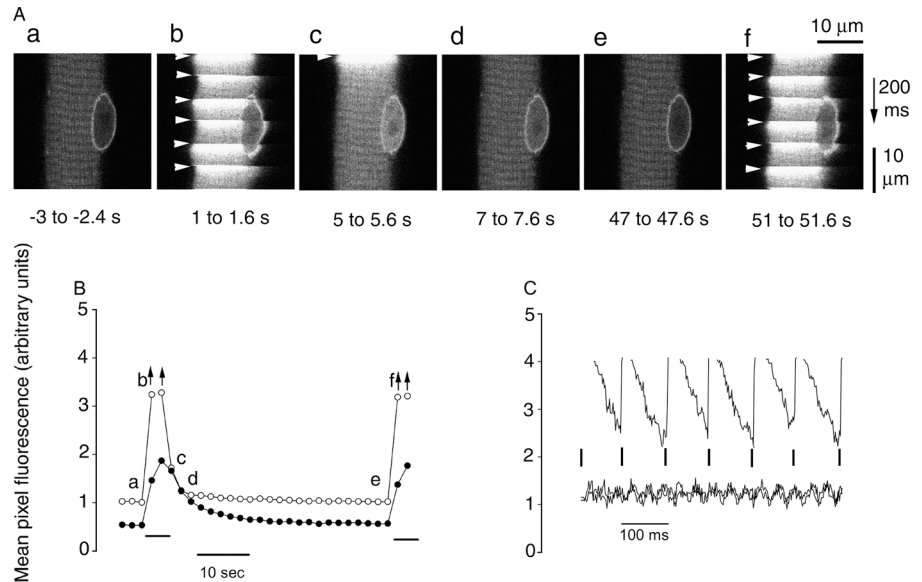 A
a
b
c
d
e
f
10 µm
200
ms
10
µm
-3 to -2.4 s
1 to 1.6 s
5 to 5.6 s
7 to 7.6 s
47 to 47.6 s
51 to 51.6 s
Mean pixel fluorescence (arbitrary units)
B
5
4
3
2
1
0
a
b
c
d
e
f
10 sec
C
5
4
3
2
1
0
100 ms